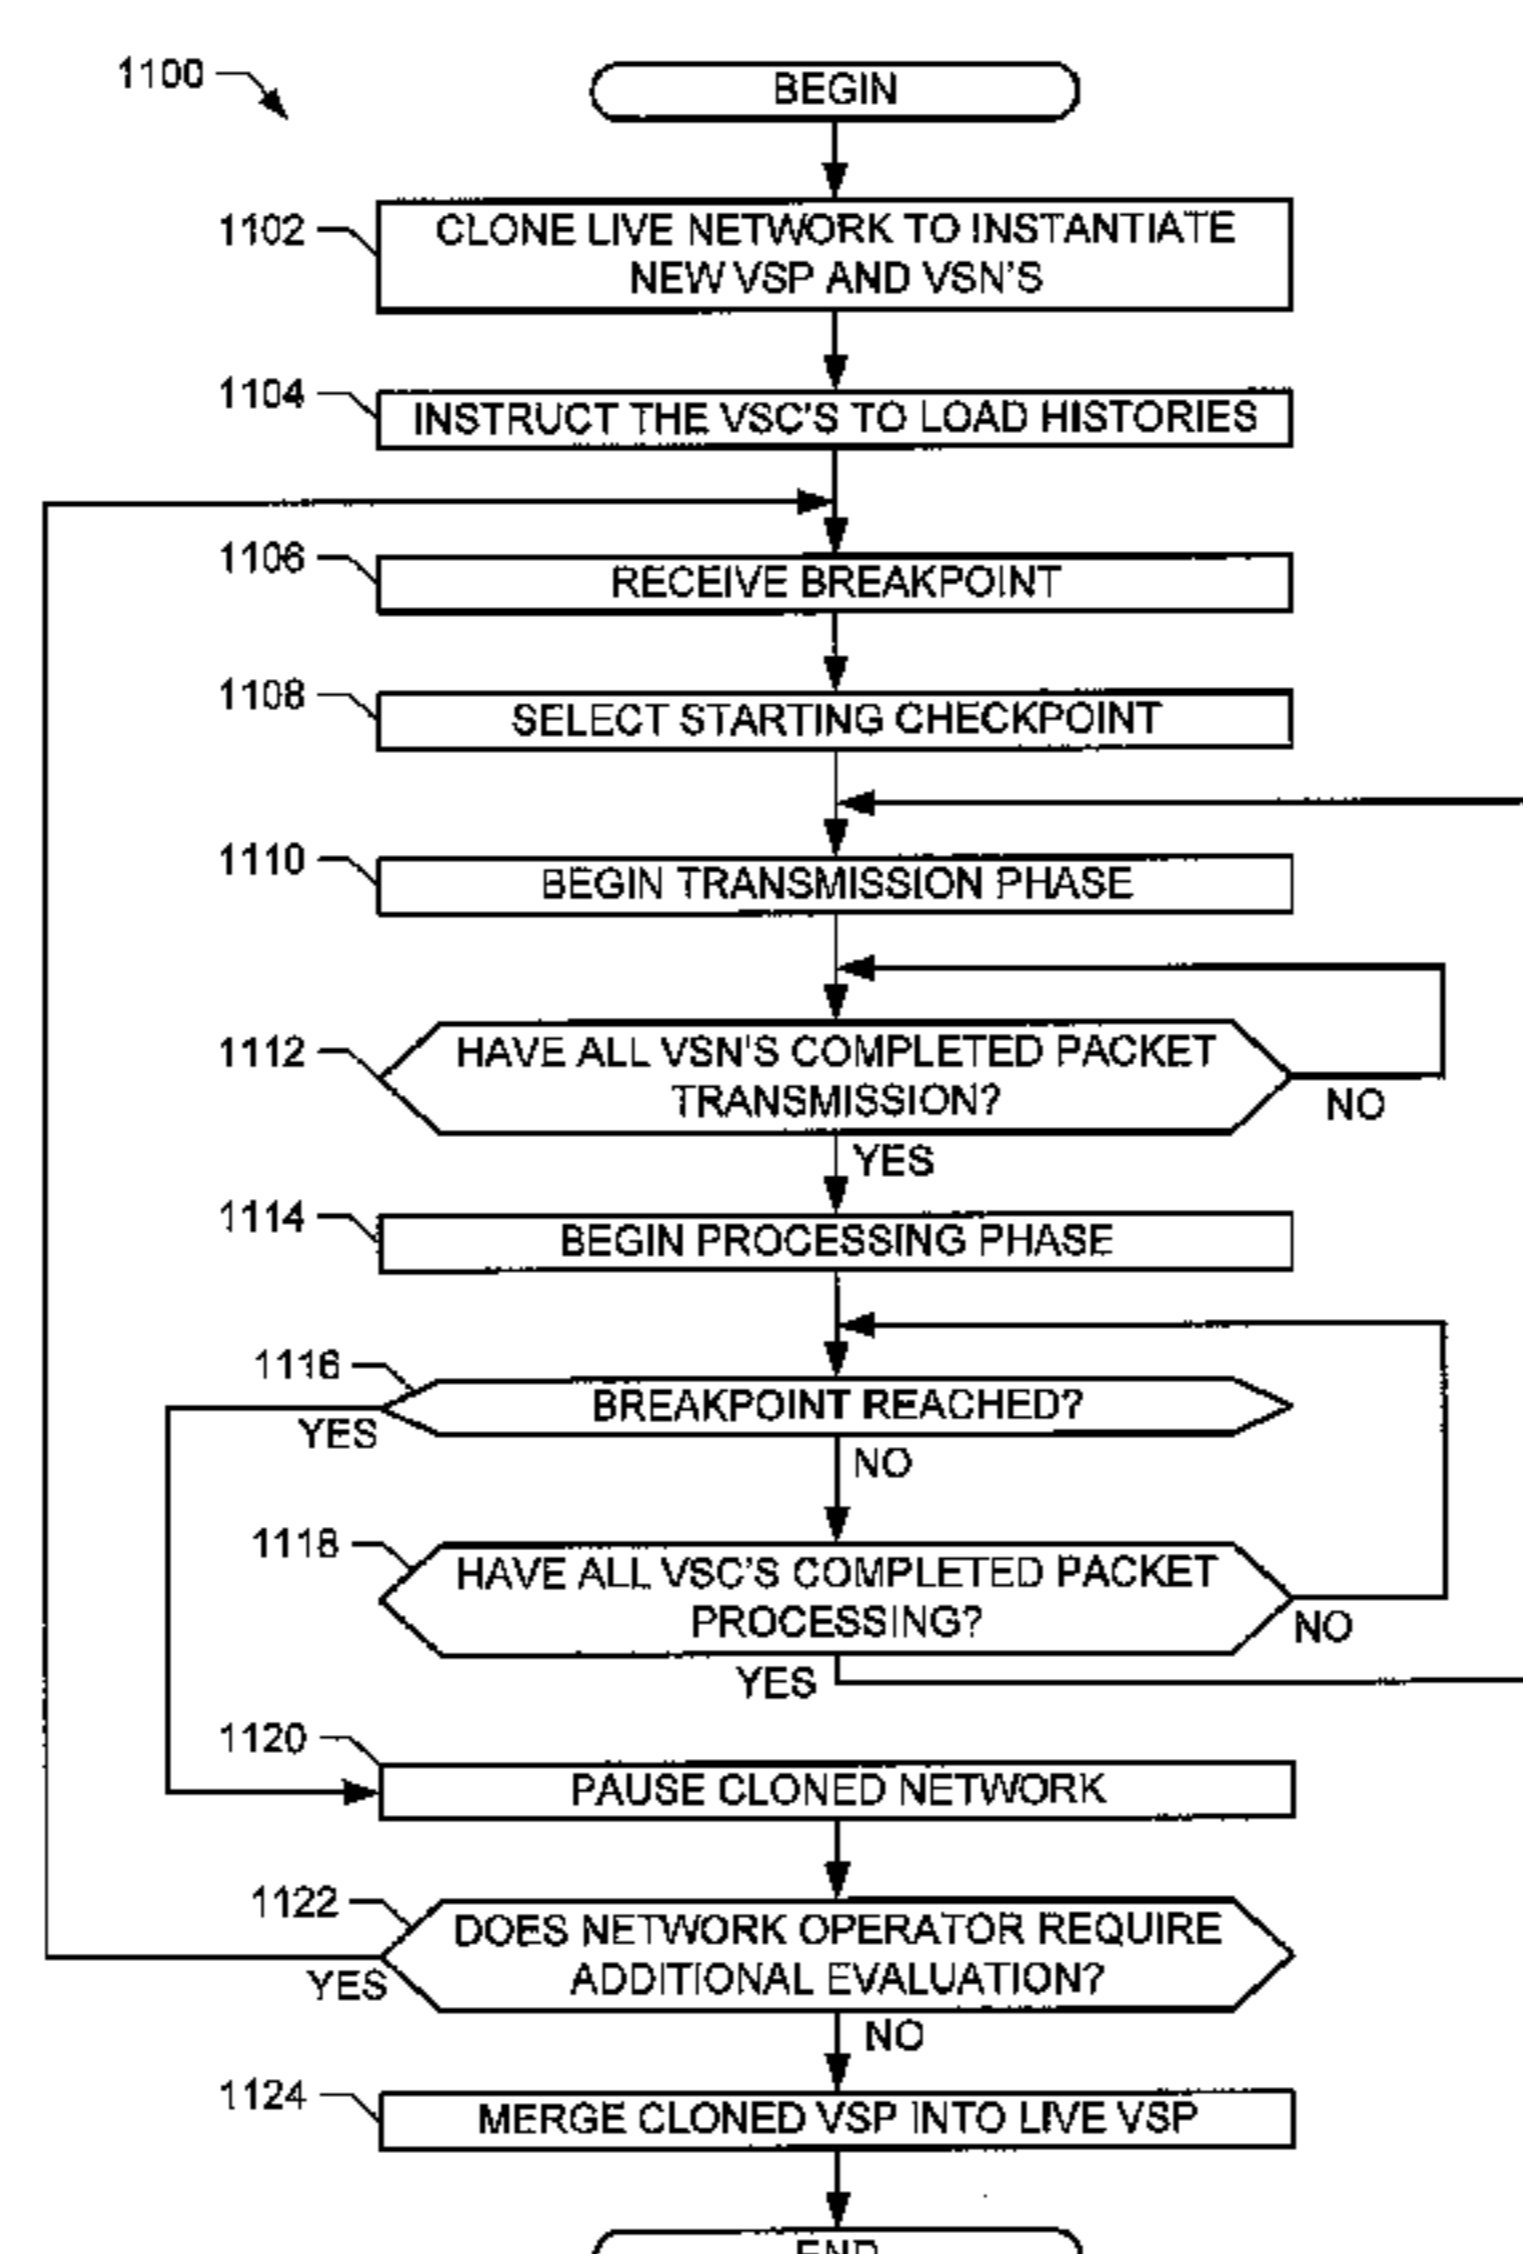 1100
BEGIN
1102
CLONE LIVE NETWORK TO INSTANTIATE
NEW VSP AND VSN'S
1104
INSTRUCT THE VSC'S TO LOAD HISTORIES
1106
RECEIVE BREAKPOINT
1108
SELECT STARTING CHECKPOINT
1110
BEGIN TRANSMISSION PHASE
1112
HAVE ALL VSN'S COMPLETED PACKET
TRANSMISSION?
NO
YES
1114
BEGIN PROCESSING PHASE
1116
BREAKPOINT REACHED?
YES
NO
1118
HAVE ALL VSC'S COMPLETED PACKET
PROCESSING?
NO
YES
1120
PAUSE CLONED NETWORK
1122
DOES NETWORK OPERATOR REQUIRE
ADDITIONAL EVALUATION?
YES
NO
1124
MERGE CLONED VSP INTO LIVE VSP
END